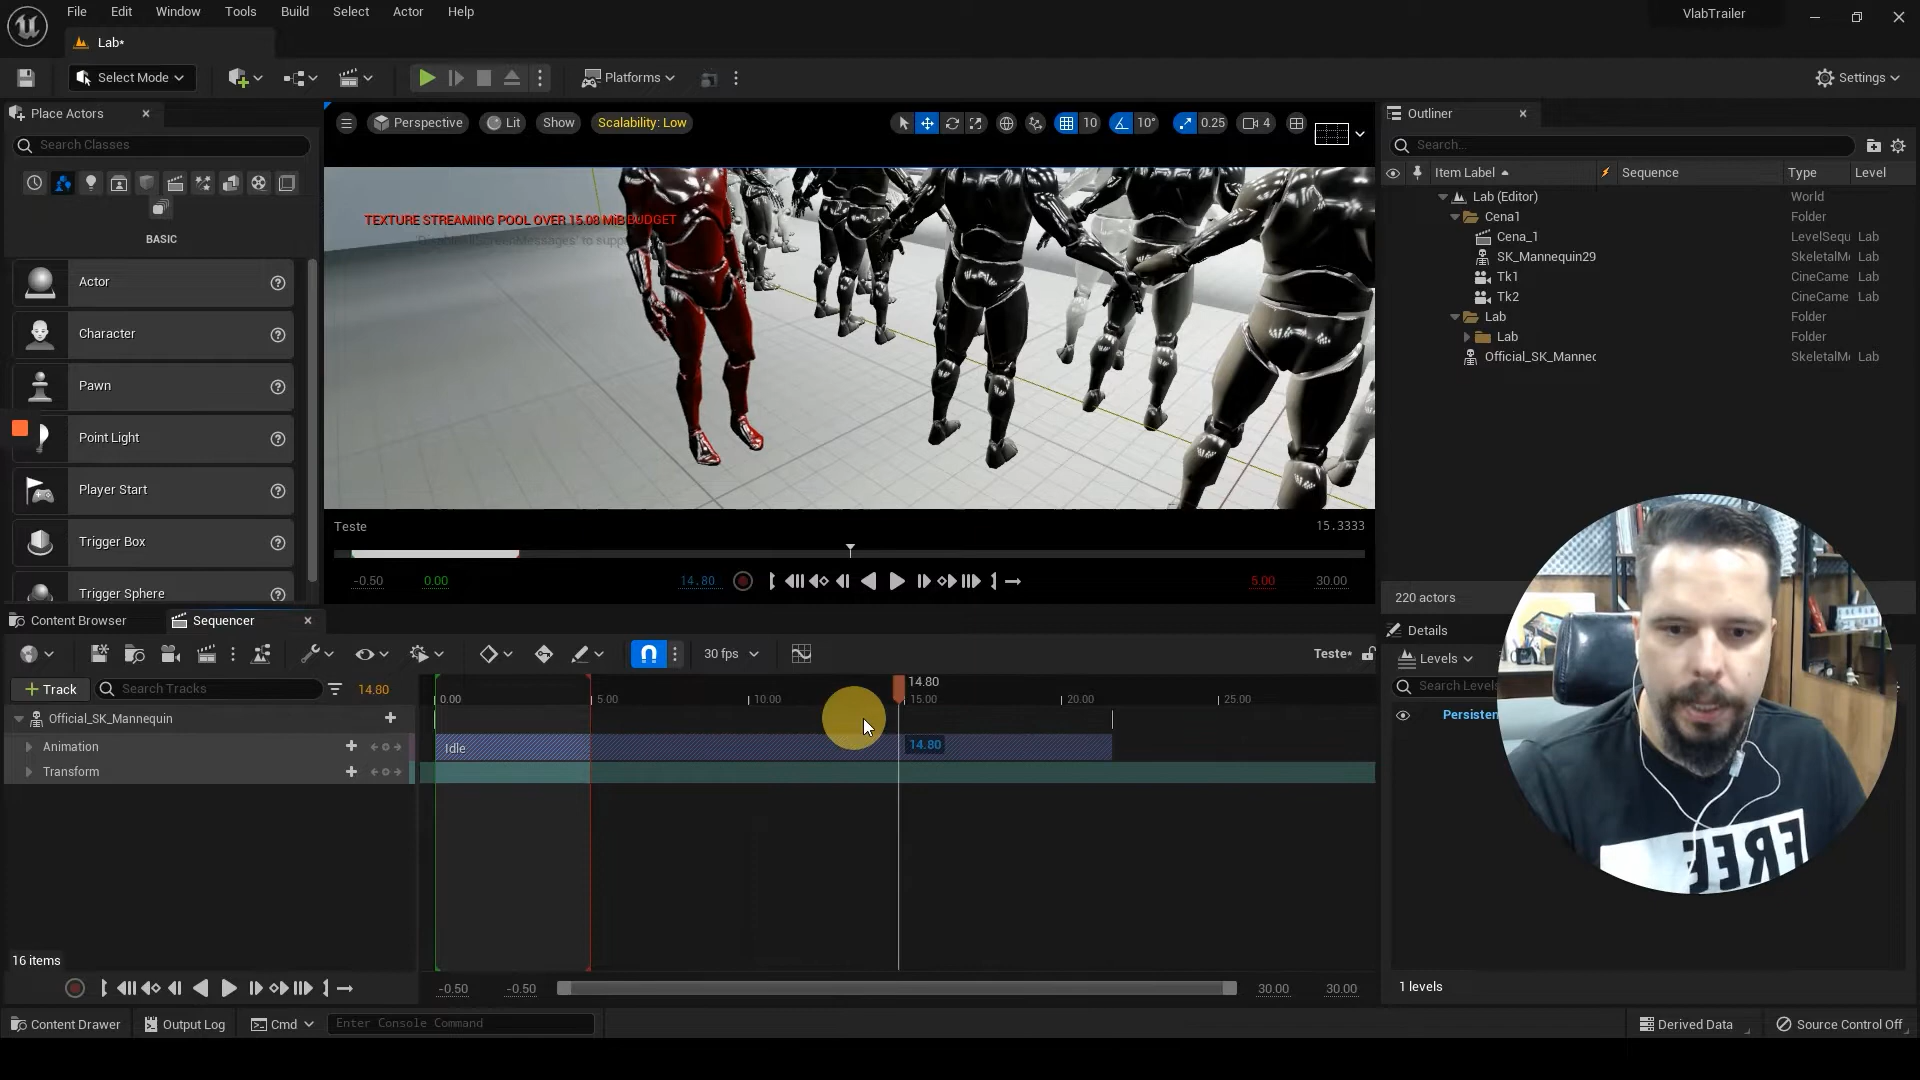 File Edit Window Tools Build Select Actor Help
VlabTrailer
Lab*
Select Mode
Platforms
Settings
Place Actors
Search Classes
BASIC
Actor
Character
Pawn
Point Light
Player Start
Trigger Box
Trigger Sphere
Perspective Lit Show Scalability: Low
10 10° 0.25 4
TEXTURE STREAMING POOL OVER 15.08 MiB BUDGET
Teste
15.3333
-0.50 0.00 14.80 5.00 30.00
Outliner
Search...
Item Label Sequence Type Level
Lab (Editor) World
Cena1 Folder
Cena_1 LevelSequ Lab
SK_Mannequin29 SkeletalMe Lab
Tk1 CineCame Lab
Tk2 CineCame Lab
Lab Folder
Lab Folder
Official_SK_Mannec SkeletalMe Lab
220 actors
Details
Levels
Search Levels
Persisten
1 levels
Content Browser
Sequencer
30 fps
Teste*
Track
Search Tracks
14.80
14.80
0.00 5.00 10.00 15.00 20.00 25.00
Official_SK_Mannequin
Animation
Idle
14.80
Transform
16 items
-0.50 -0.50 30.00 30.00
Content Drawer Output Log Cmd Enter Console Command
Derived Data Source Control Off
FREE